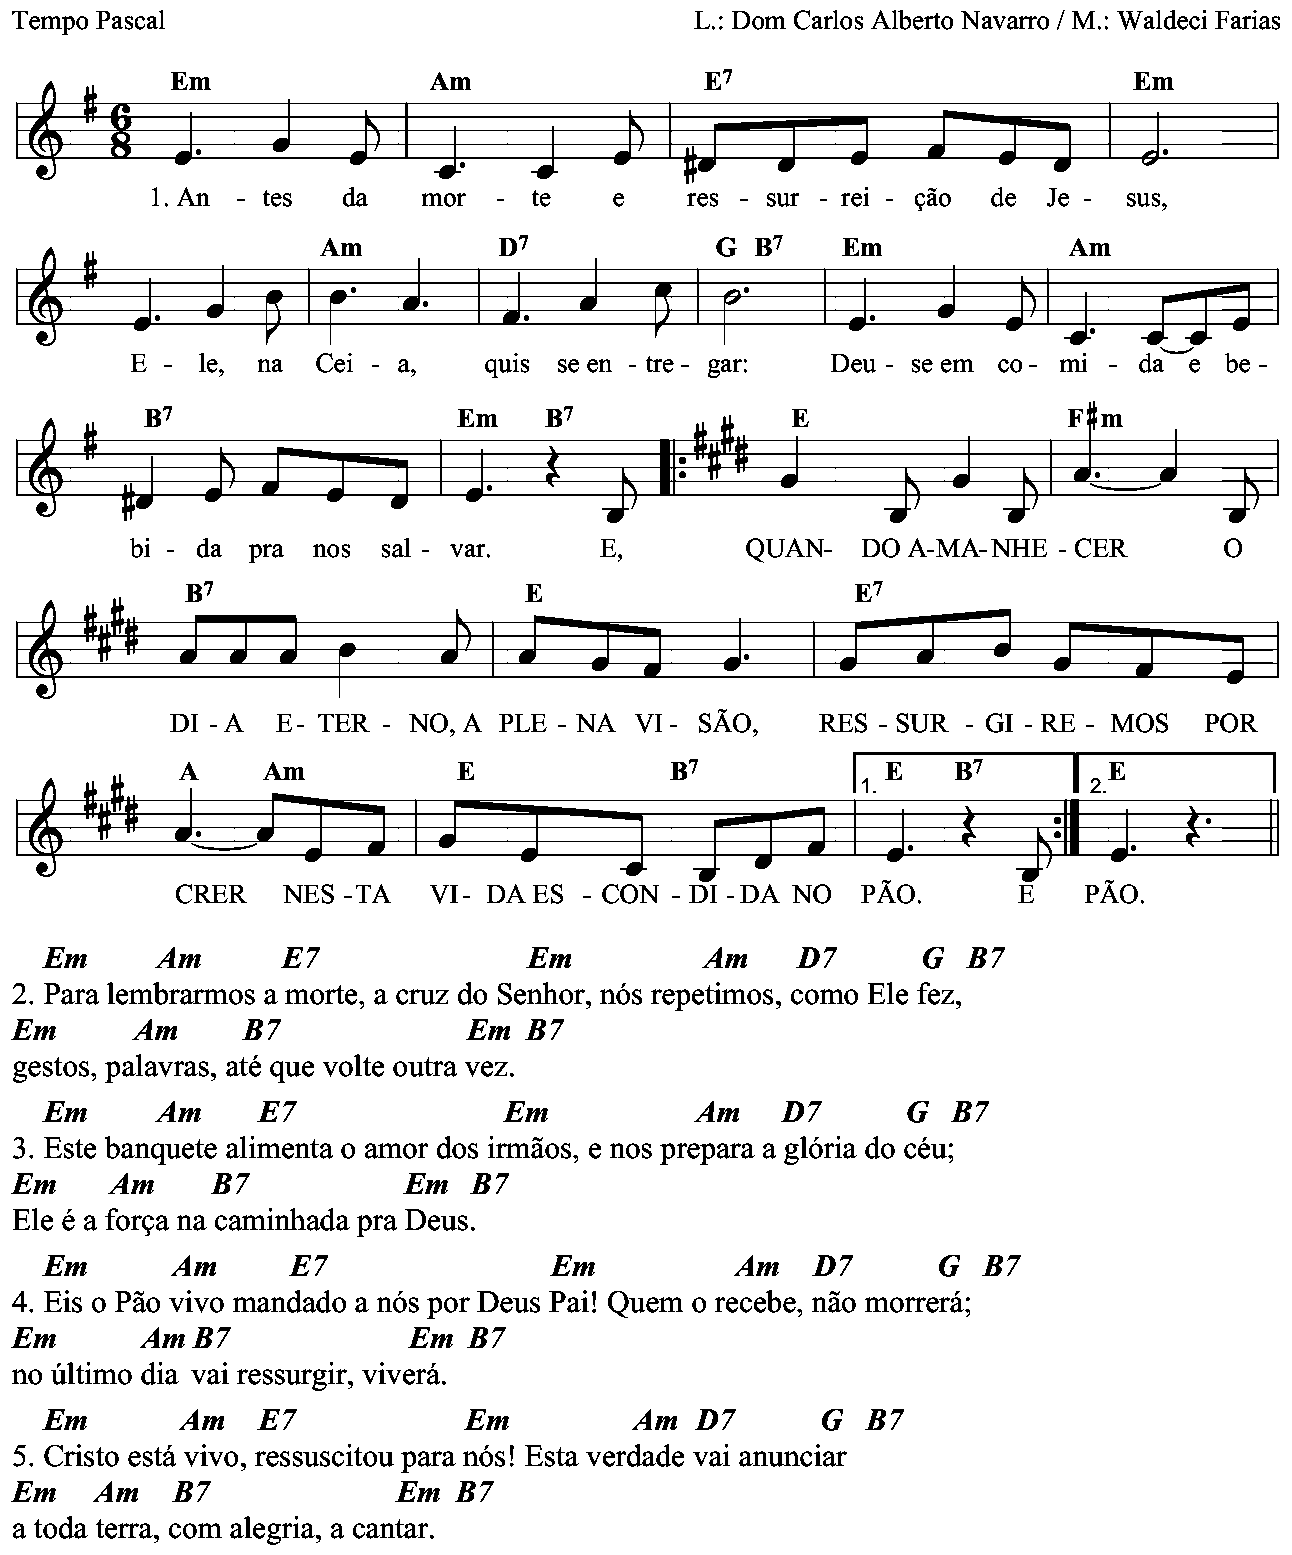 Tempo Pascal L.: Dom Carlos Alberto Navarro / M.: Waldeci Farias
Em Am E7 Em
6 8
1. An - tes da mor - te e res - sur - rei - ção de Je - sus,
Am D7 G B7 Em Am
E - le, na Cei - a, quis se en - tre - gar: Deu - se em co - mi - da e be -
B7 Em B7 E F#m
bi - da pra nos sal - var. E, QUAN- DO A-MA-NHE - CER O
B7 E E7
DI - A E - TER - NO, A PLE - NA VI - SÃO, RES - SUR - GI - RE - MOS POR
A Am E B7 1. E B7 2. E
CRER NES - TA VI - DA ES - CON - DI - DA NO PÃO. E PÃO.
Em Am E7 Em Am D7 G B7
2. Para lembrarmos a morte, a cruz do Senhor, nós repetimos, como Ele fez,
Em Am B7 Em B7
gestos, palavras, até que volte outra vez.
Em Am E7 Em Am D7 G B7
3. Este banquete alimenta o amor dos irmãos, e nos prepara a glória do céu;
Em Am B7 Em B7
Ele é a força na caminhada pra Deus.
Em Am E7 Em Am D7 G B7
4. Eis o Pão vivo mandado a nós por Deus Pai! Quem o recebe, não morrerá;
Em Am B7 Em B7
no último dia vai ressurgir, viverá.
Em Am E7 Em Am D7 G B7
5. Cristo está vivo, ressuscitou para nós! Esta verdade vai anunciar
Em Am B7 Em B7
a toda terra, com alegria, a cantar.